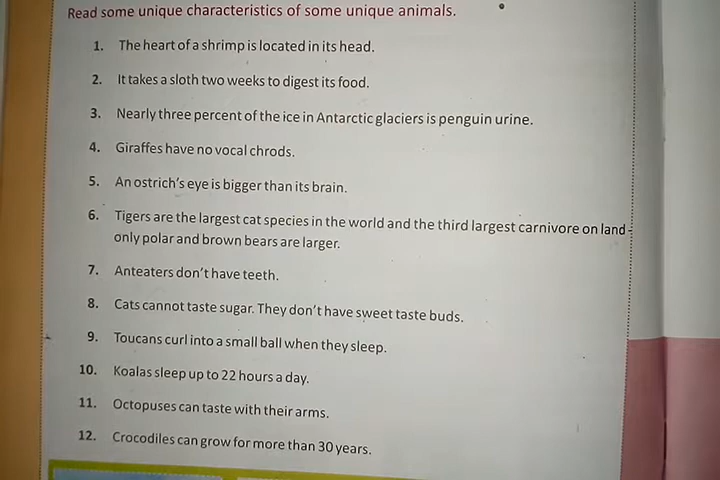 Read some unique characteristics of some unique animals.
1. The heart of a shrimp is located in its head.
2. It takes a sloth two weeks to digest its food.
3. Nearly three percent of the ice in Antarctic glaciers is penguin urine.
4. Giraffes have no vocal chrods.
5. An ostrich's eye is bigger than its brain.
6. Tigers are the largest cat species in the world and the third largest carnivore on land -
only polar and brown bears are larger.
7. Anteaters don't have teeth.
8. Cats cannot taste sugar. They don't have sweet taste buds.
9. Toucans curl into a small ball when they sleep.
10. Koalas sleep up to 22 hours a day.
11. Octopuses can taste with their arms.
12. Crocodiles can grow for more than 30 years.